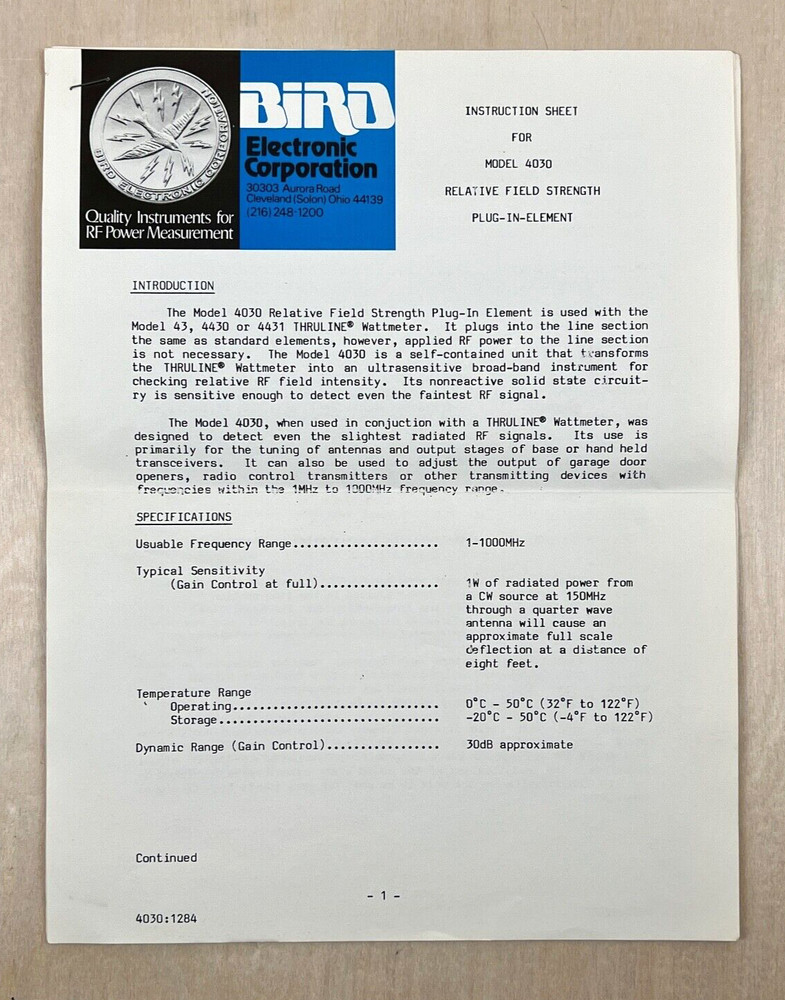 BIRD ELECTRONIC CORPORATION
Quality Instruments for
RF Power Measurement
BIRD
Electronic
Corporation
30303 Aurora Road
Cleveland (Solon) Ohio 44139
(216) 248-1200
INSTRUCTION SHEET
FOR
MODEL 4030
RELATIVE FIELD STRENGTH
PLUG-IN-ELEMENT
INTRODUCTION
The Model 4030 Relative Field Strength Plug-In Element is used with the
Model 43, 4430 or 4431 THRULINE® Wattmeter. It plugs into the line section
the same as standard elements, however, applied RF power to the line section
is not necessary. The Model 4030 is a self-contained unit that transforms
the THRULINE® Wattmeter into an ultrasensitive broad-band instrument for
checking relative RF field intensity. Its nonreactive solid state circuit-
ry is sensitive enough to detect even the faintest RF signal.
The Model 4030, when used in conjuction with a THRULINE® Wattmeter, was
designed to detect even the slightest radiated RF signals. Its use is
primarily for the tuning of antennas and output stages of base or hand held
transceivers. It can also be used to adjust the output of garage door
openers, radio control transmitters or other transmitting devices with
frequencies within the 1MHz to 1000MHz frequency range.
SPECIFICATIONS
Usuable Frequency Range...................... 1-1000MHz
Typical Sensitivity
(Gain Control at full).................. 1W of radiated power from
a CW source at 150MHz
through a quarter wave
antenna will cause an
approximate full scale
deflection at a distance of
eight feet.
Temperature Range
Operating............................... 0°C - 50°C (32°F to 122°F)
Storage................................. -20°C - 50°C (-4°F to 122°F)
Dynamic Range (Gain Control)................. 30dB approximate
Continued
- 1 -
4030:1284